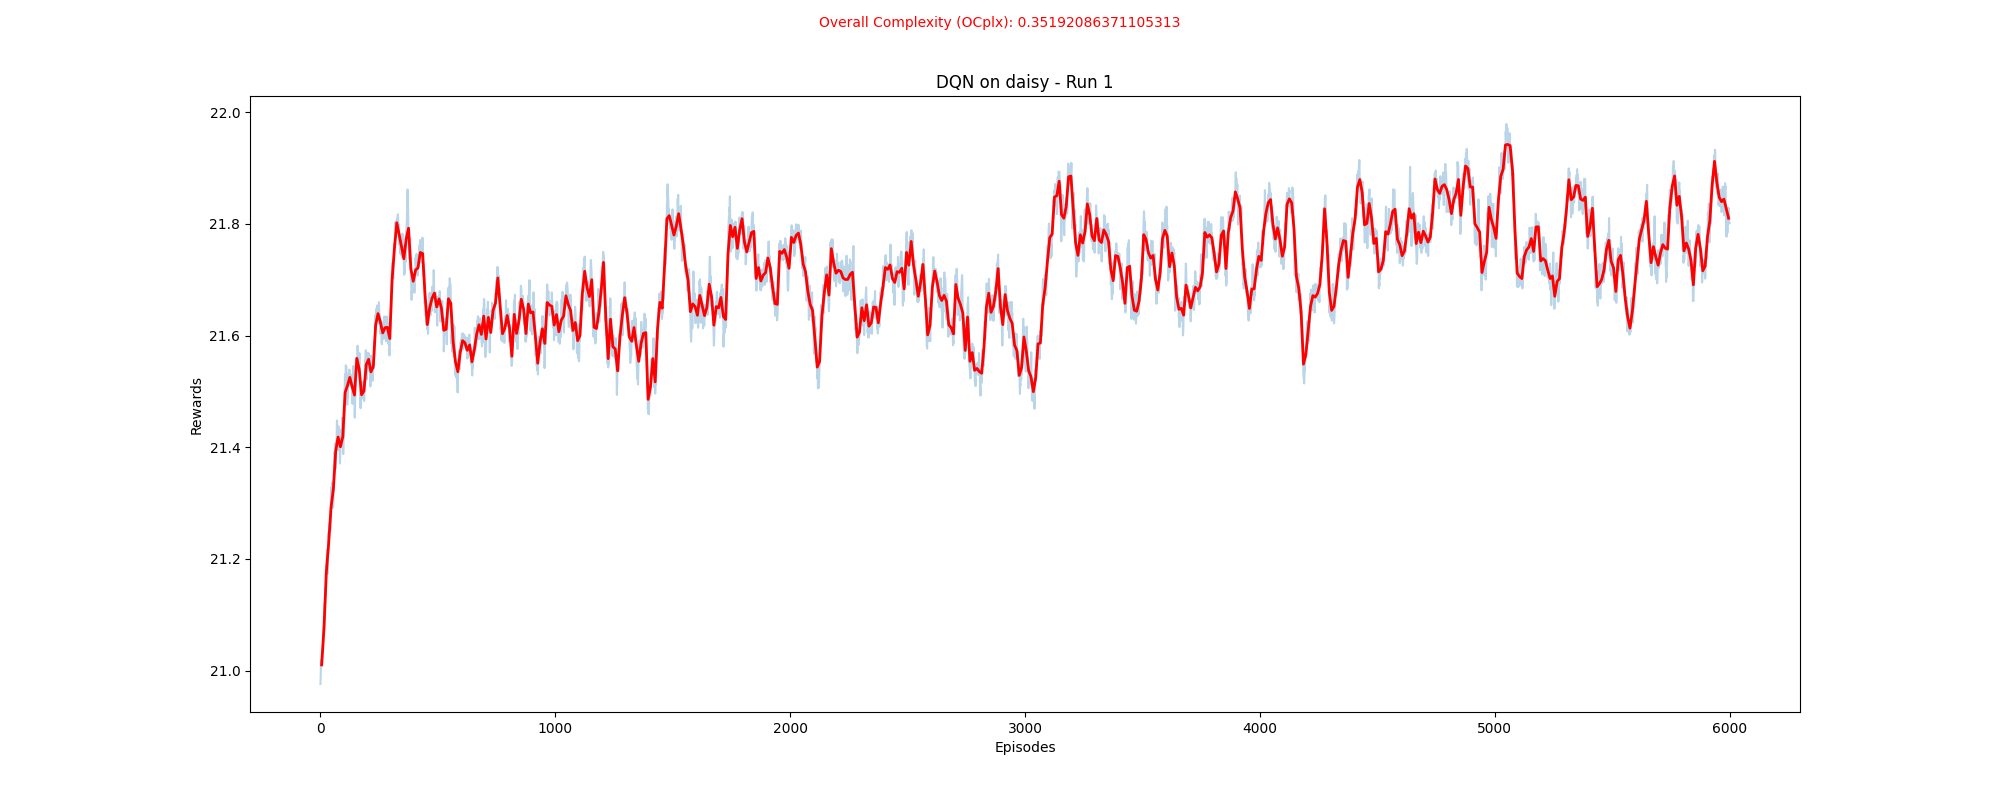 Overall Complexity (OCplx): 0.35192086371105313
DQN on daisy - Run 1
22.0
21.8
21.6
21.4
21.2
21.0
Rewards
0 1000 2000 3000 4000 5000 6000
Episodes